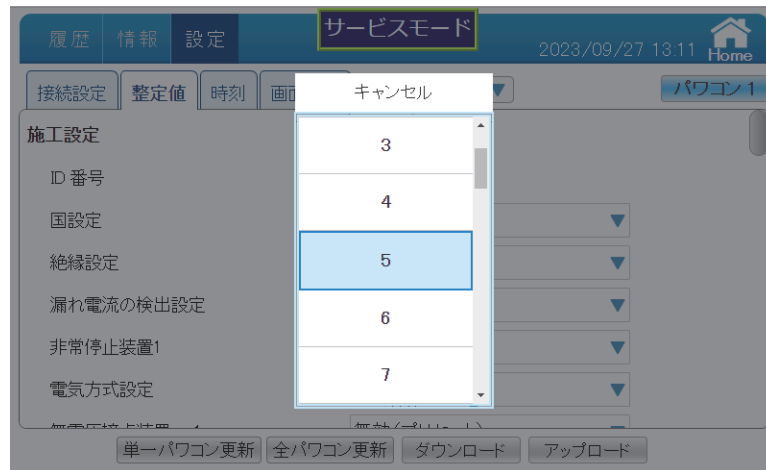 履歴 情報 設定 サービスモード 2023/09/27 13:11 Home
接続設定 整定値 時刻 キャンセル パワコン 1
施工設定
3
ID 番号
4
国設定
絶縁設定 5
漏れ電流の検出設定
6
非常停止装置1
7
電気方式設定
単一パワコン更新 全パワコン更新 ダウンロード アップロード